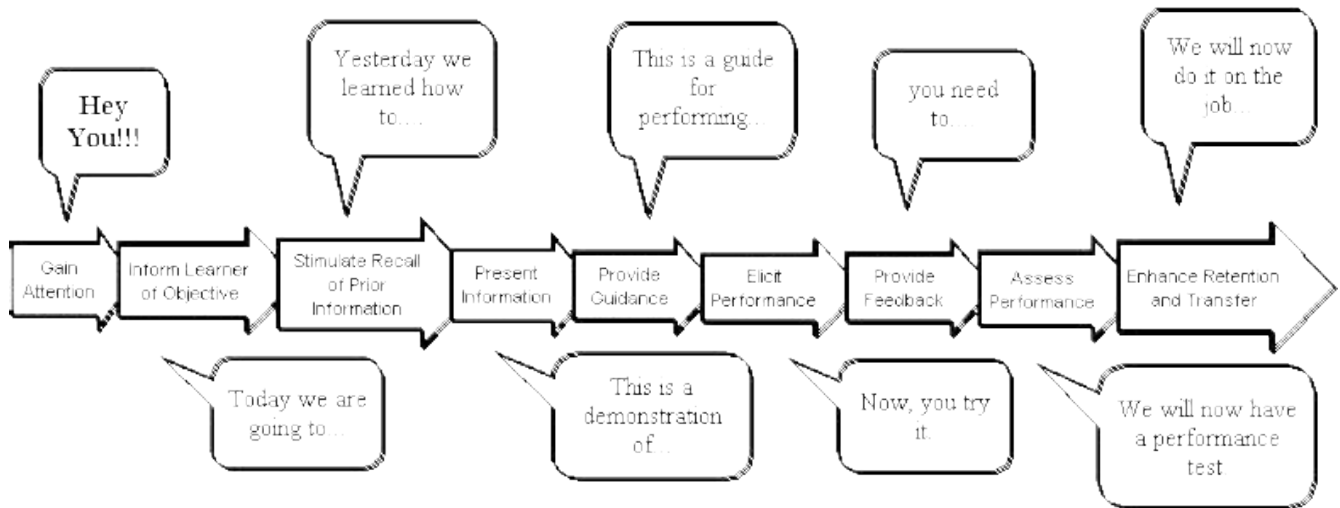 Hey
You!!!
Yesterday we
learned how
to....
This is a guide
for
performing...
you need
to....
We will now
do it on the
job...
Gain
Attention
Inform Learner
of Objective
Stimulate Recall
of Prior
Information
Present
Information
Provide
Guidance
Elicit
Performance
Provide
Feedback
Assess
Performance
Enhance Retention
and Transfer
Today we are
going to...
This is a
demonstration
of...
Now, you try
it.
We will now have
a performance
test